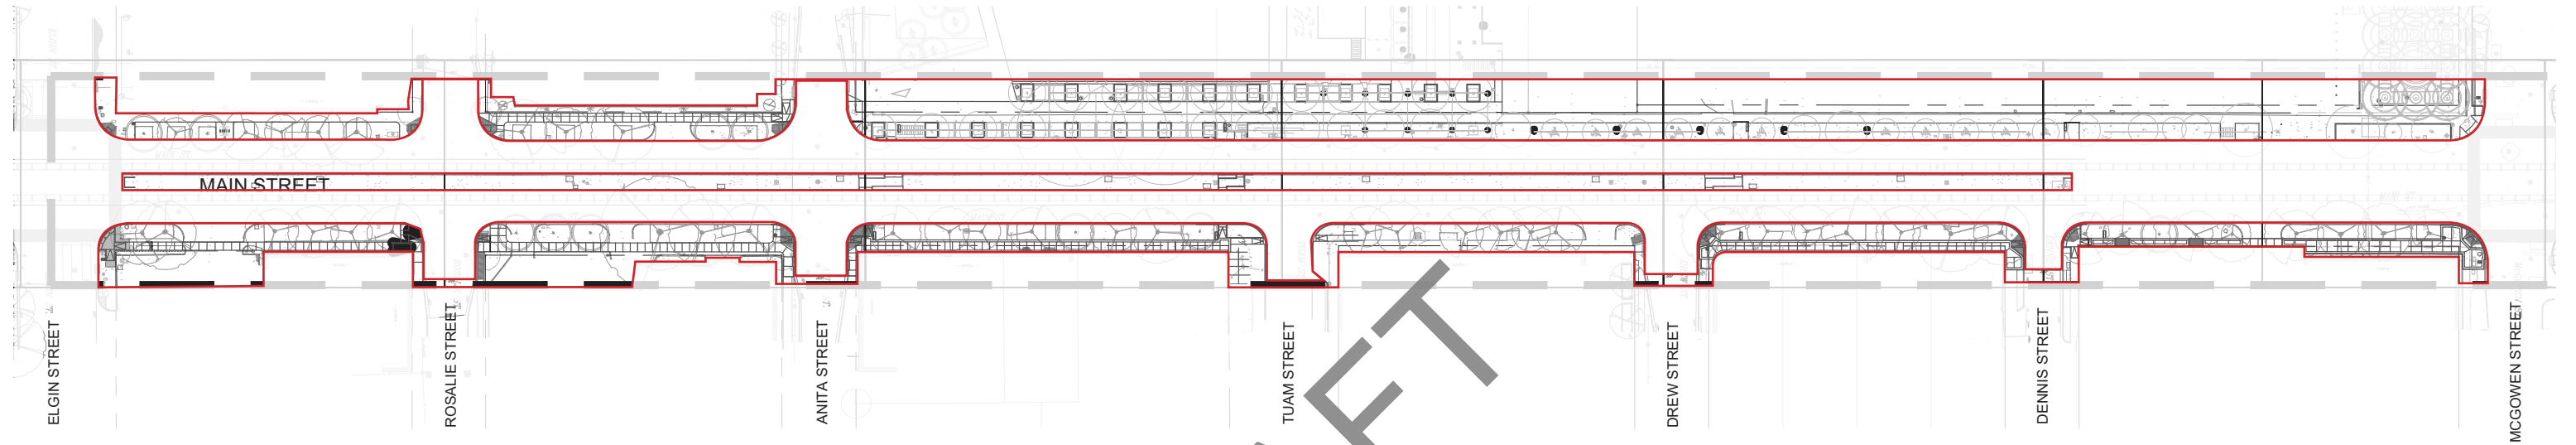 MAIN STREET
ELGIN STREET
ROSALIE STREET
ANITA STREET
TUAM STREET
DREW STREET
DENNIS STREET
MCGOWEN STREET
FT